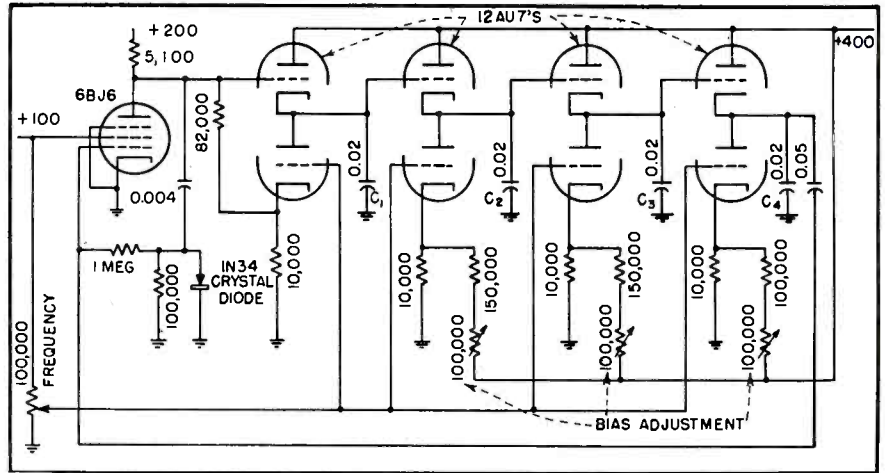 12AU7'S
+200
5,100
+400
6BJ6
+100
82,000
0.004
0.02
C1
0.02
C2
0.02
C3
0.02
C4
0.05
1 MEG
100,000
IN34
CRYSTAL
DIODE
10,000
10,000
150,000
10,000
150,000
10,000
100,000
100,000
FREQUENCY
100,000
100,000
100,000
BIAS ADJUSTMENT